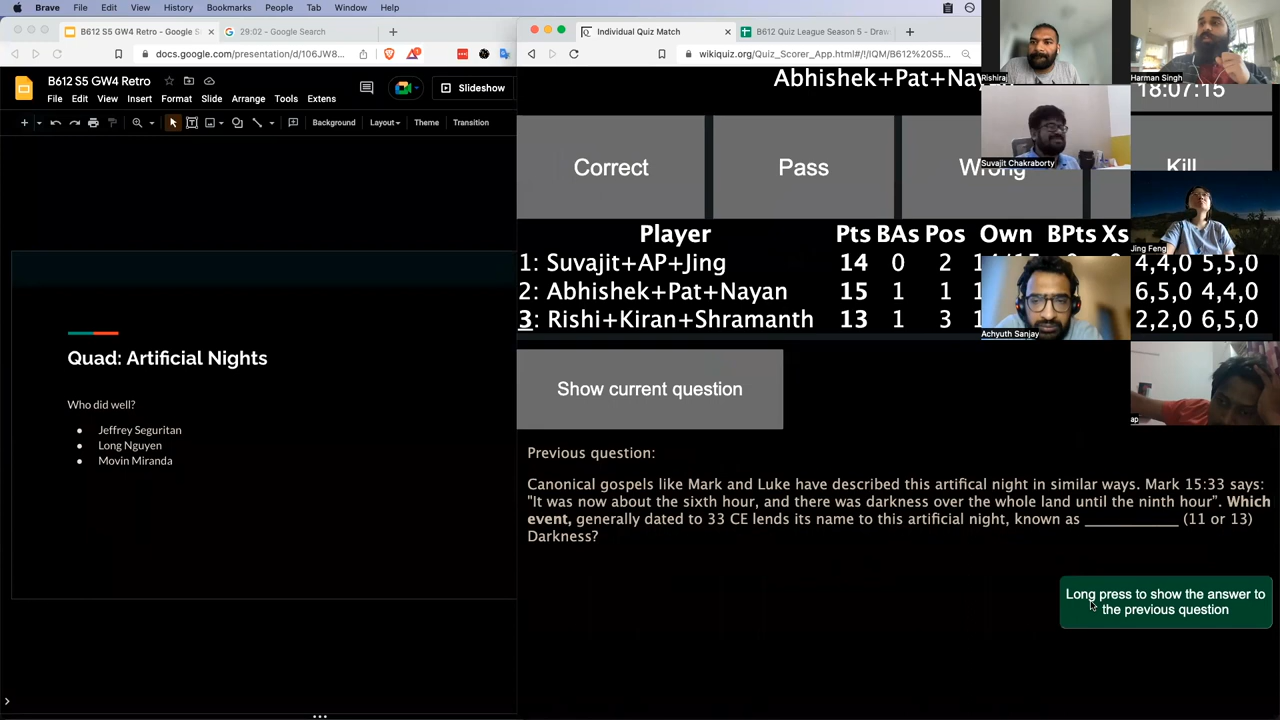 Brave File Edit View History Bookmarks People Tab Window Help
B612 S5 GW4 Retro - Google S
29:02 - Google Search
Individual Quiz Match
B612 Quiz League Season 5 - Draw
docs.google.com/presentation/d/106JW8...
wikiquiz.org/Quiz_Scorer_App.html#/!/IQM/B612%20S5...
B612 S5 GW4 Retro
File Edit View Insert Format Slide Arrange Tools Extens
Slideshow
Background Layout Theme Transition
Abhishek+Pat+Nay
18:07:15
Correct
Pass
Wrong
Kill
Player Pts BAs Pos Own BPts Xs
1: Suvajit+AP+Jing 14 0 2 4,4,0 5,5,0
2: Abhishek+Pat+Nayan 15 1 1 6,5,0 4,4,0
3: Rishi+Kiran+Shramanth 13 1 3 2,2,0 6,5,0
Rishiraj
Harman Singh
Suvajit Chakraborty
Jing Feng
Achyuth Sanjay
ap
Show current question
Previous question:
Canonical gospels like Mark and Luke have described this artifical night in similar ways. Mark 15:33 says:
"It was now about the sixth hour, and there was darkness over the whole land until the ninth hour”. Which
event, generally dated to 33 CE lends its name to this artificial night, known as ___________ (11 or 13)
Darkness?
Long press to show the answer to
the previous question
Quad: Artificial Nights
Who did well?
● Jeffrey Seguritan
● Long Nguyen
● Movin Miranda